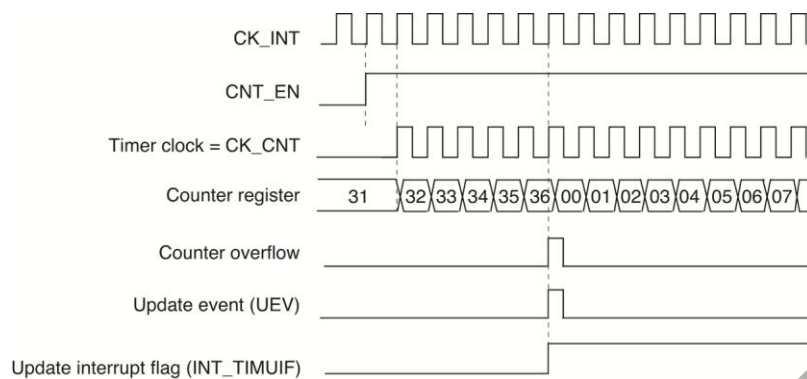 CK_INT
CNT_EN
Timer clock = CK_CNT
Counter register 31 32 33 34 35 36 00 01 02 03 04 05 06 07
Counter overflow
Update event (UEV)
Update interrupt flag (INT_TIMUIF)